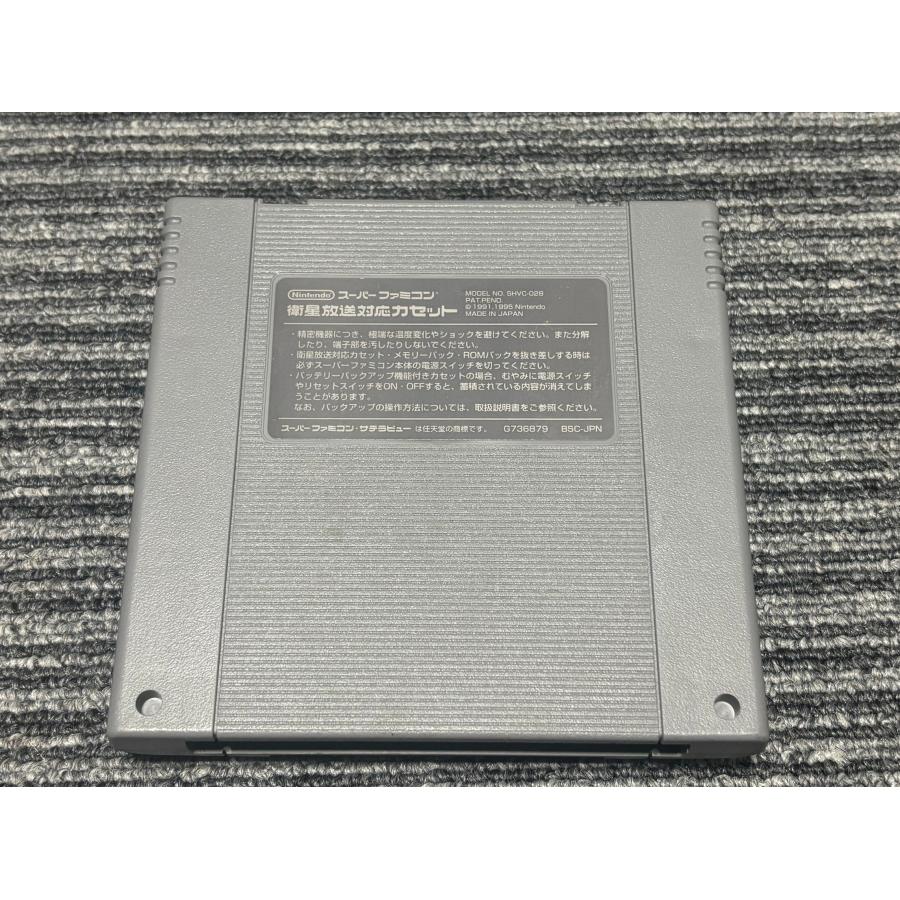 Nintendo スーパーファミコン
衛星放送対応カセット
MODEL NO. SHVC-028
PAT.PEND.
©1991,1995 Nintendo
MADE IN JAPAN
・精密機器につき、極端な温度変化やショックを避けてください。また分解
したり、端子部を汚したりしないでください。
・衛星放送対応カセット・メモリーパック・ROMパックを抜き差しする時は
必ずスーパーファミコン本体の電源スイッチを切ってください。
・バッテリーバックアップ機能付きカセットの場合、むやみに電源スイッチ
やリセットスイッチをON・OFFすると、蓄積されている内容が消えてしま
うことがあります。
なお、バックアップの操作方法については、取扱説明書をご参照ください。
スーパーファミコン・サテラビュー は任天堂の商標です。 G736879 BSC-JPN